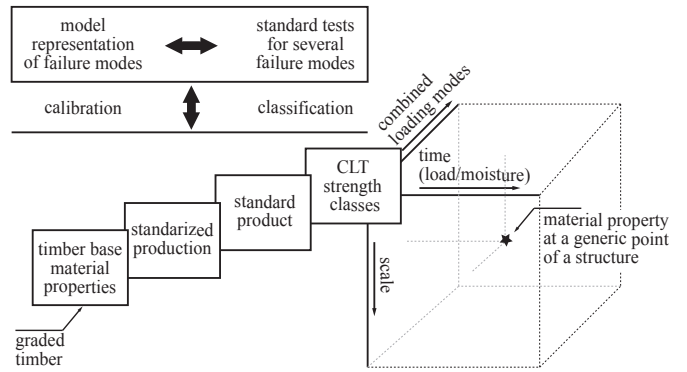 model
representation
of failure modes
standard tests
for several
failure modes
calibration
classification
combined
loading modes
CLT
strength
classes
time
(load/moisture)
standard
product
standarized
production
timber base
material
properties
scale
material property
at a generic point
of a structure
graded
timber